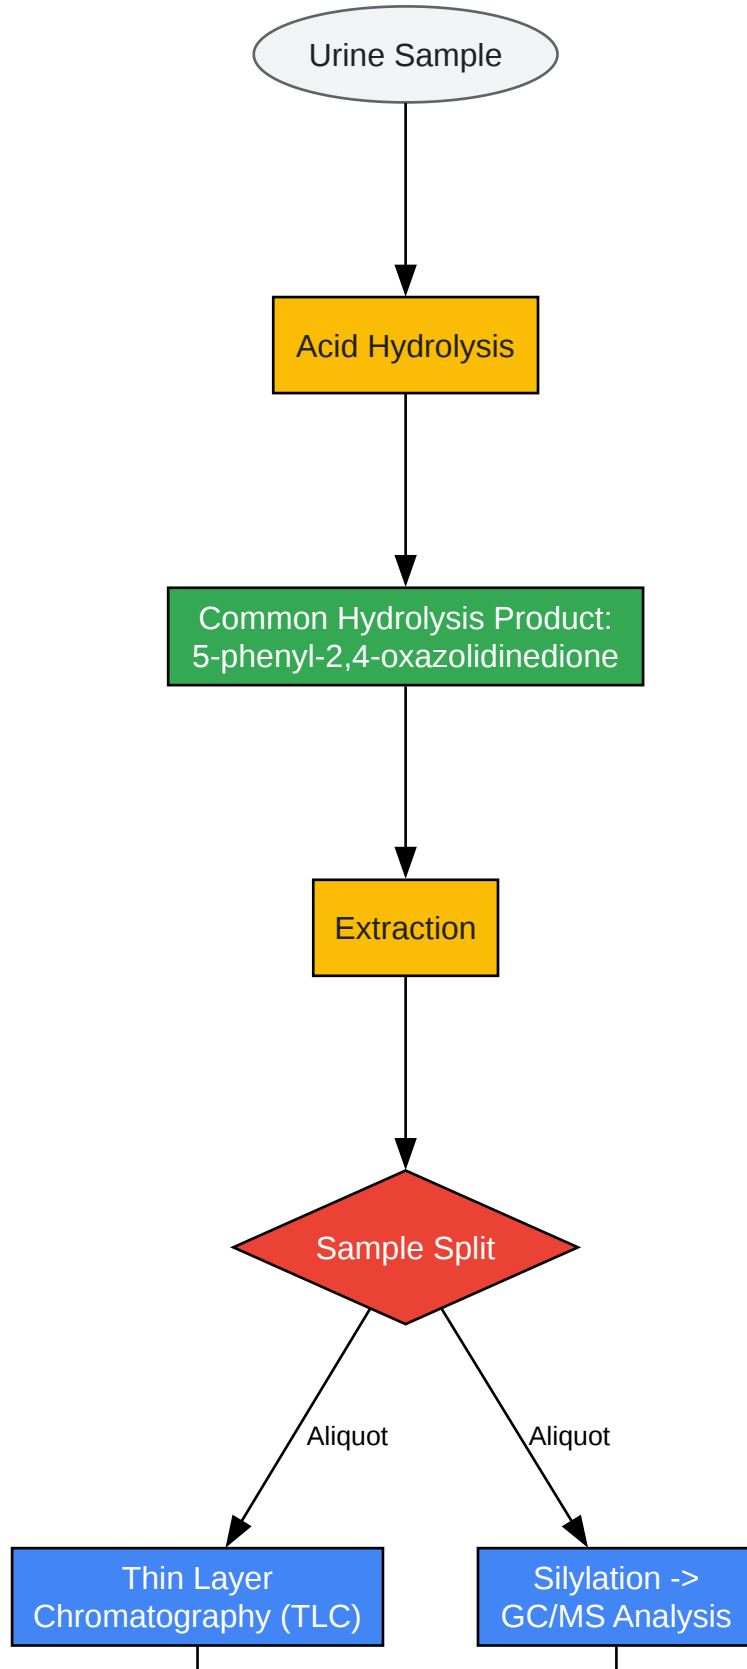 Urine Sample
Acid Hydrolysis
Common Hydrolysis Product:
5-phenyl-2,4-oxazolidinedione
Extraction
Sample Split
Aliquot
Aliquot
Thin Layer
Chromatography (TLC)
Silylation ->
GC/MS Analysis